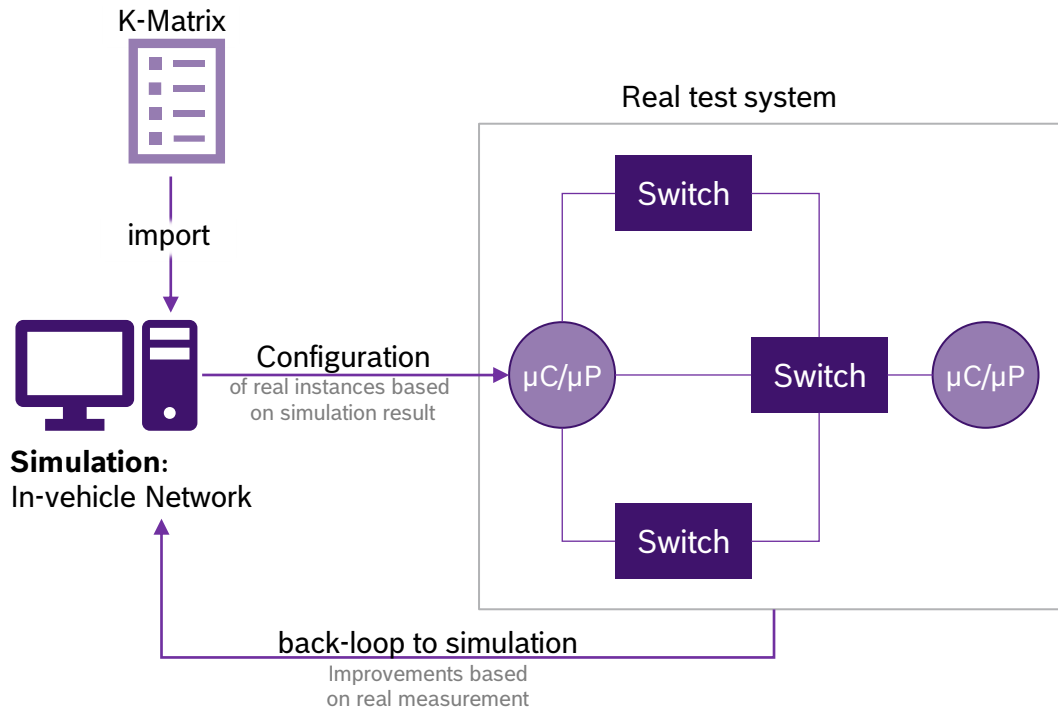 K-Matrix
import
Simulation:
In-vehicle Network
Configuration
of real instances based
on simulation result
Real test system
Switch
µC/µP
Switch
µC/µP
Switch
back-loop to simulation
Improvements based
on real measurement